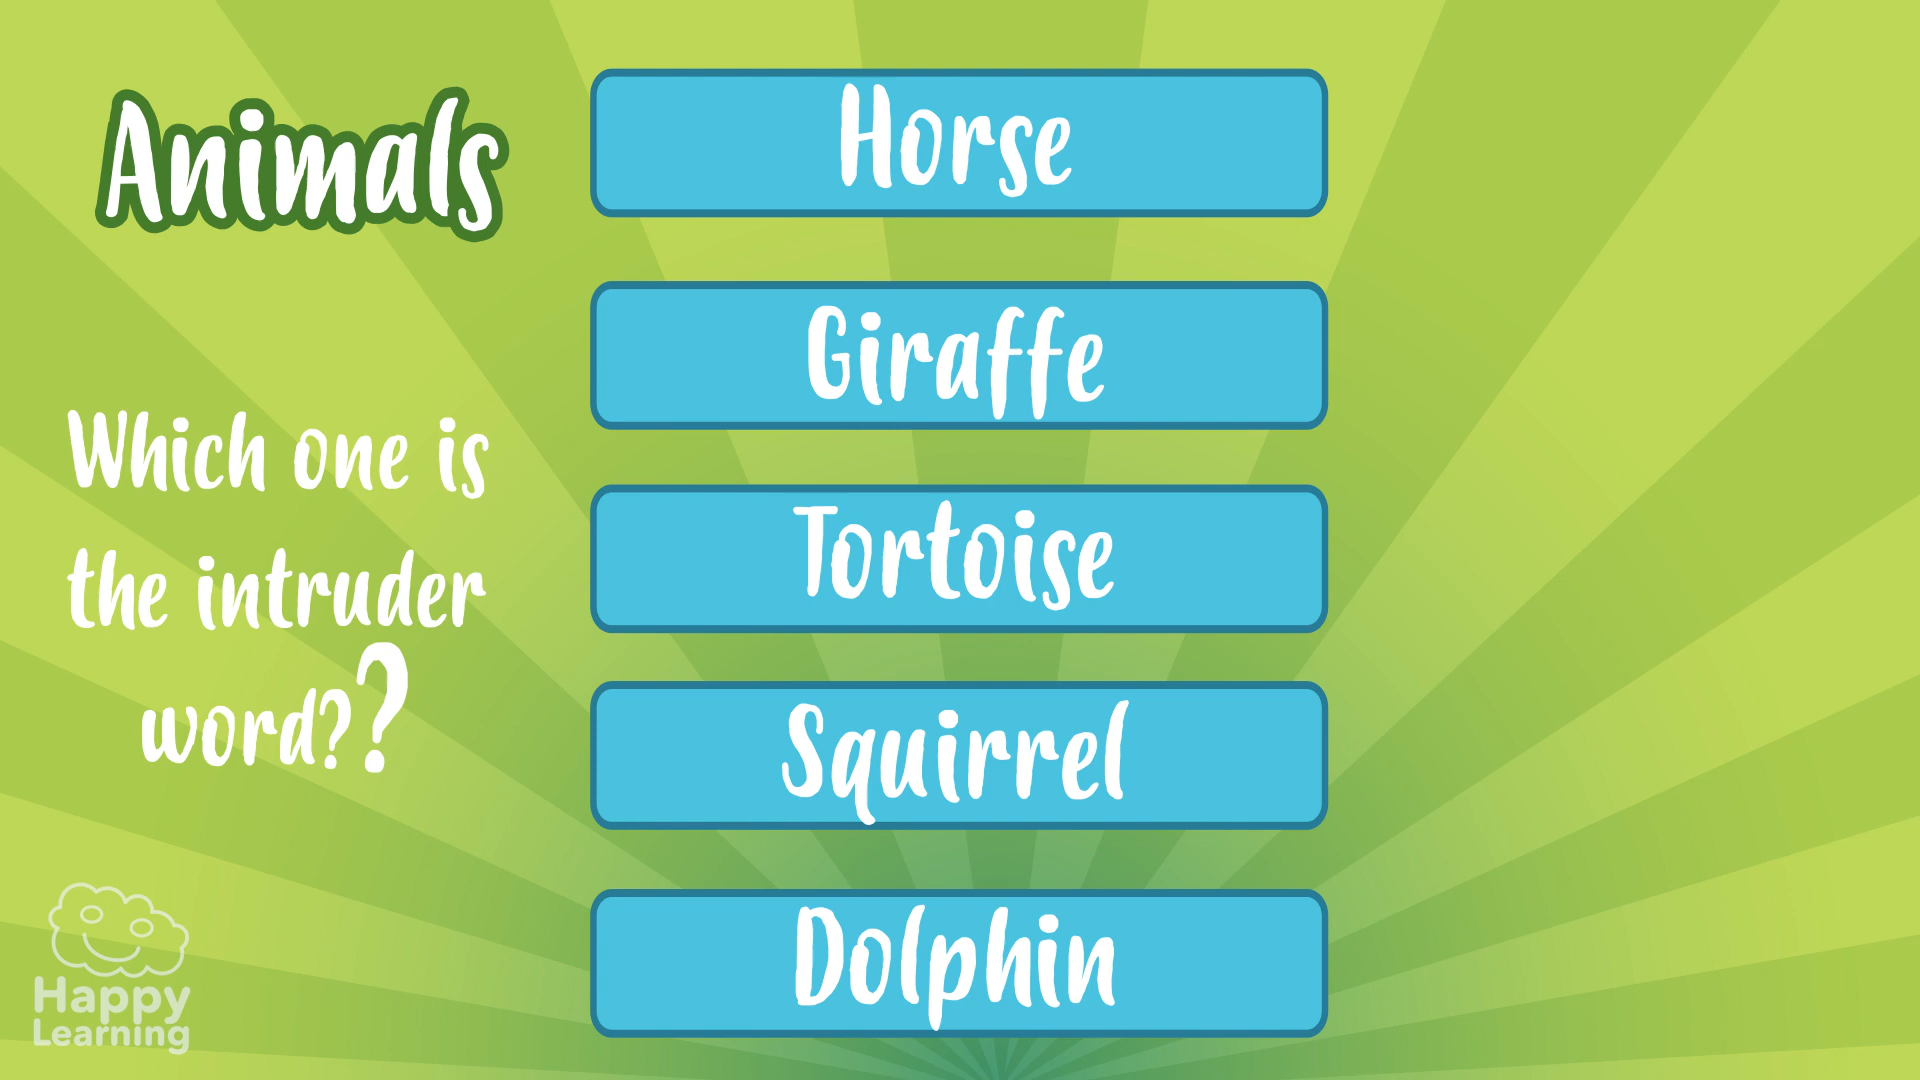 Animals
Which one is
the intruder
word??
Horse
Giraffe
Tortoise
Squirrel
Dolphin
Happy
Learning